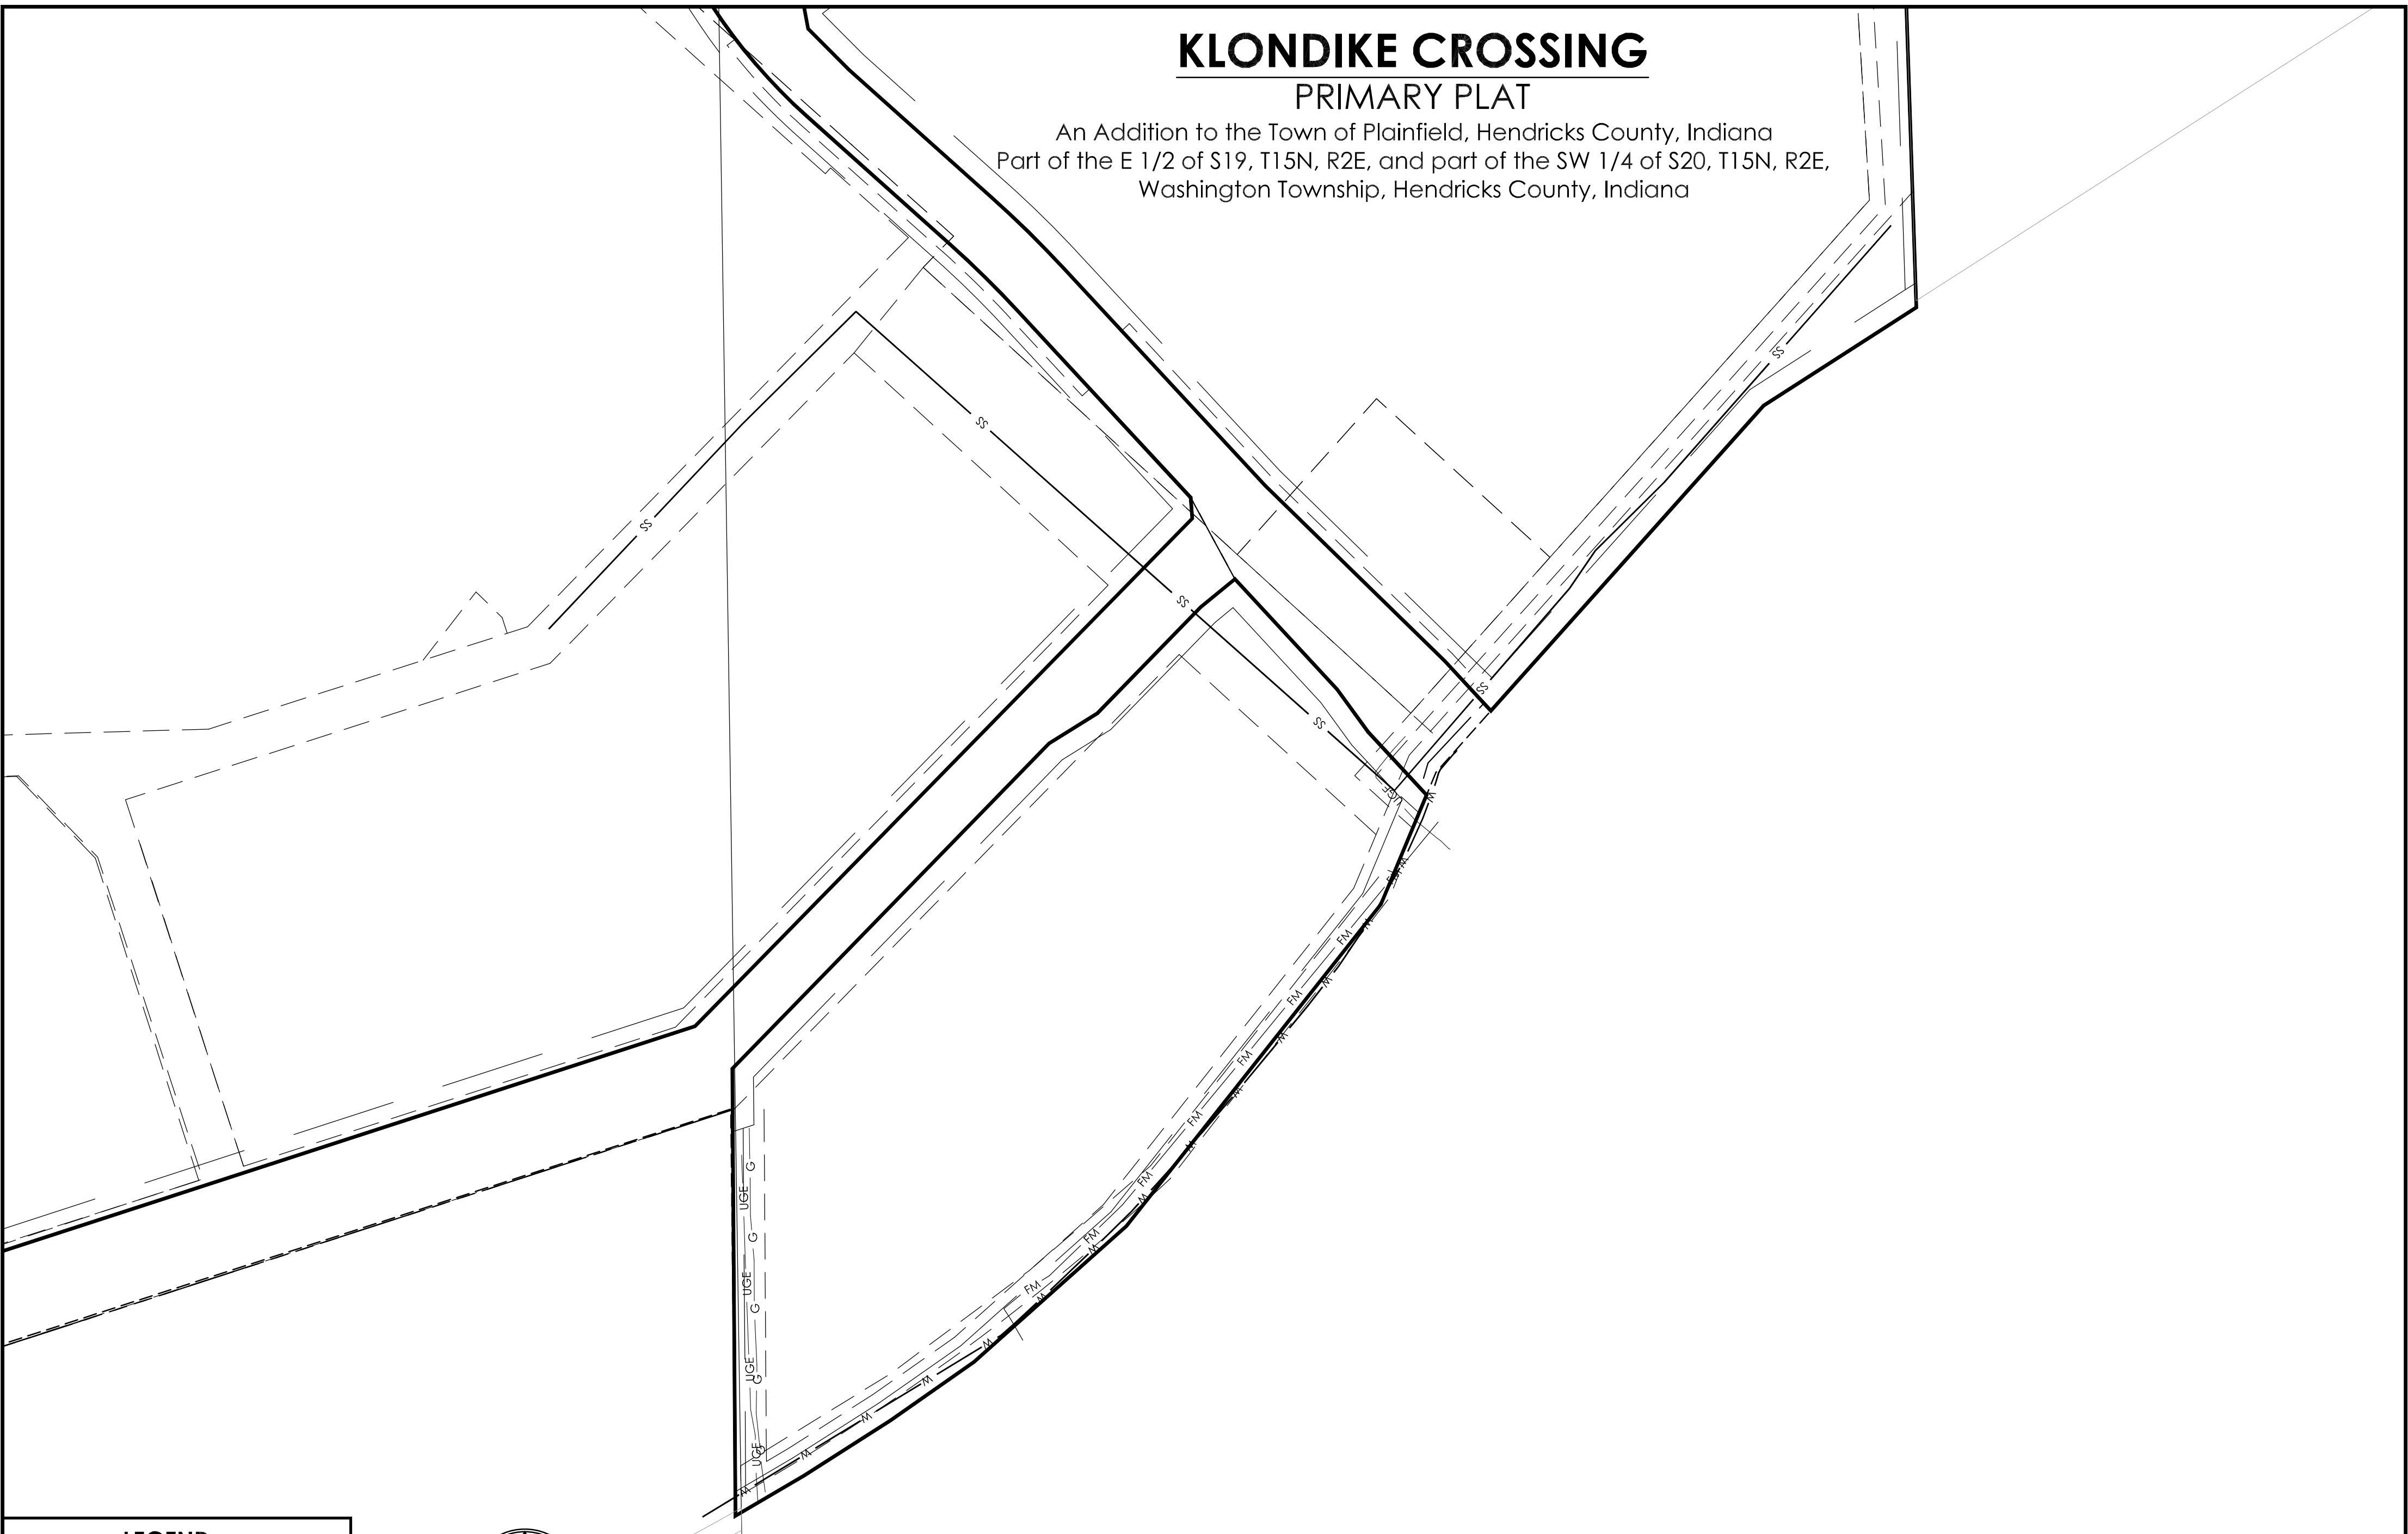 KLONDIKE CROSSING
PRIMARY PLAT
An Addition to the Town of Plainfield, Hendricks County, Indiana
Part of the E 1/2 of S19, T15N, R2E, and part of the SW 1/4 of S20, T15N, R2E,
Washington Township, Hendricks County, Indiana
SS
SS
SS
SS
SS
SS
UGE
W
W
FM
W
FM
W
FM
W
FM
W
FM
W
FM
W
FM
W
FM
W
W
W
W
W
W
G
UGE
G
UGE
G
UGE
G
UGE
G
LEGEND